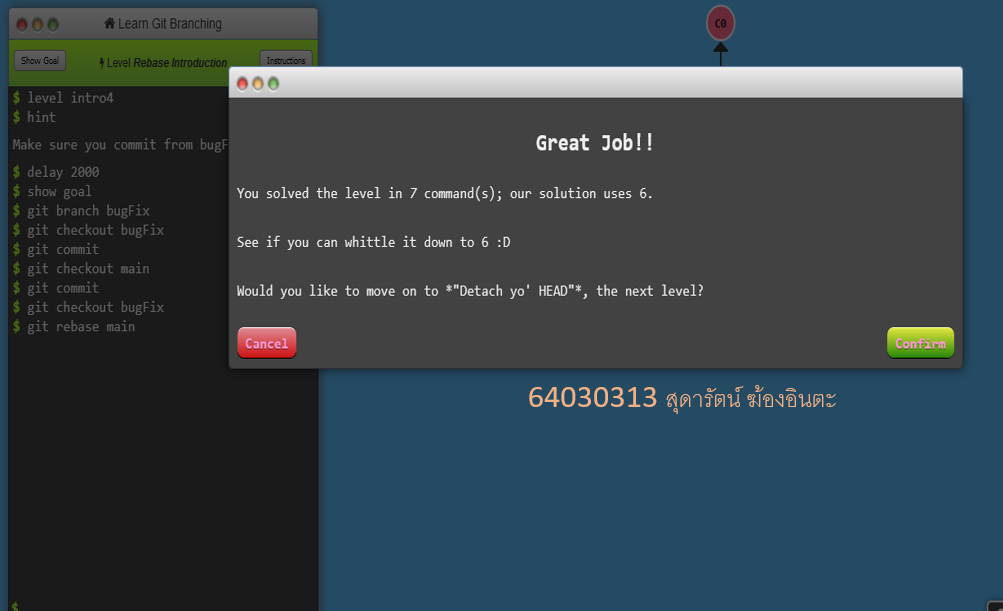 Learn Git Branching
Show Goal
Level Rebase Introduction
Instructions
$ level intro4
$ hint
Make sure you commit from bugF
$ delay 2000
$ show goal
$ git branch bugFix
$ git checkout bugFix
$ git commit
$ git checkout main
$ git commit
$ git checkout bugFix
$ git rebase main
$
C0
Great Job!!
You solved the level in 7 command(s); our solution uses 6.
See if you can whittle it down to 6 :D
Would you like to move on to *"Detach yo' HEAD"*, the next level?
Cancel
Confirm
64030313 สุดารัตน์ ฆ้องอินตะ